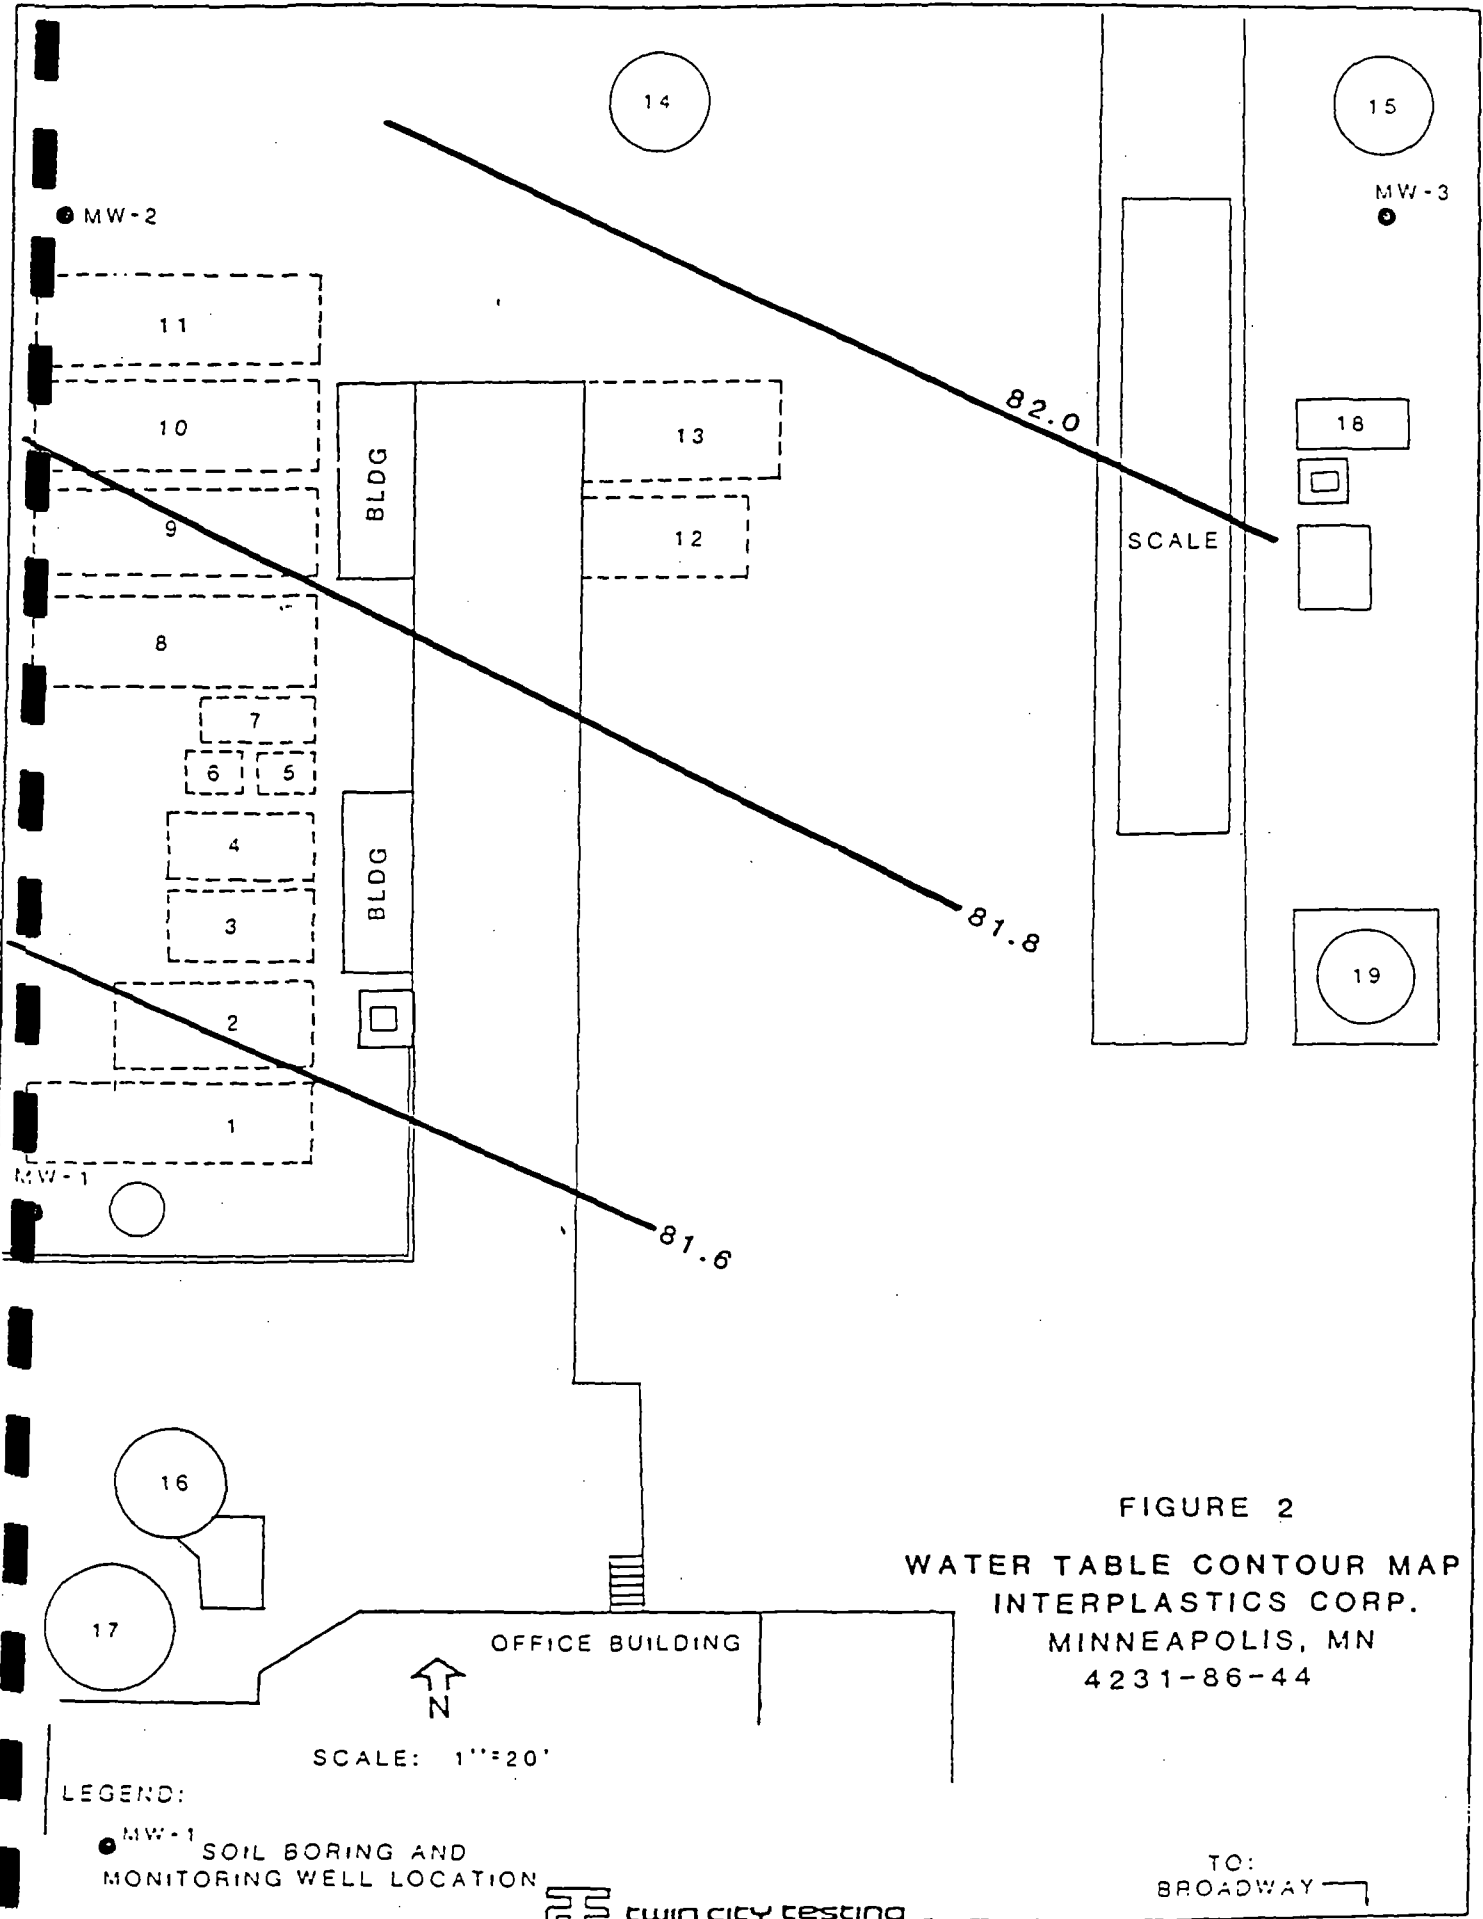 14
15
MW-2
MW-3
11
10
BLDG
13
82.0
18
9
12
SCALE
8
7
6
5
4
BLDG
3
81.8
19
2
1
MW-1
81.6
16
17
FIGURE 2
WATER TABLE CONTOUR MAP
INTERPLASTICS CORP.
MINNEAPOLIS, MN
4231-86-44
OFFICE BUILDING
N
SCALE: 1"=20'
LEGEND:
MW-1
SOIL BORING AND
MONITORING WELL LOCATION
TO:
BROADWAY
twin city testing